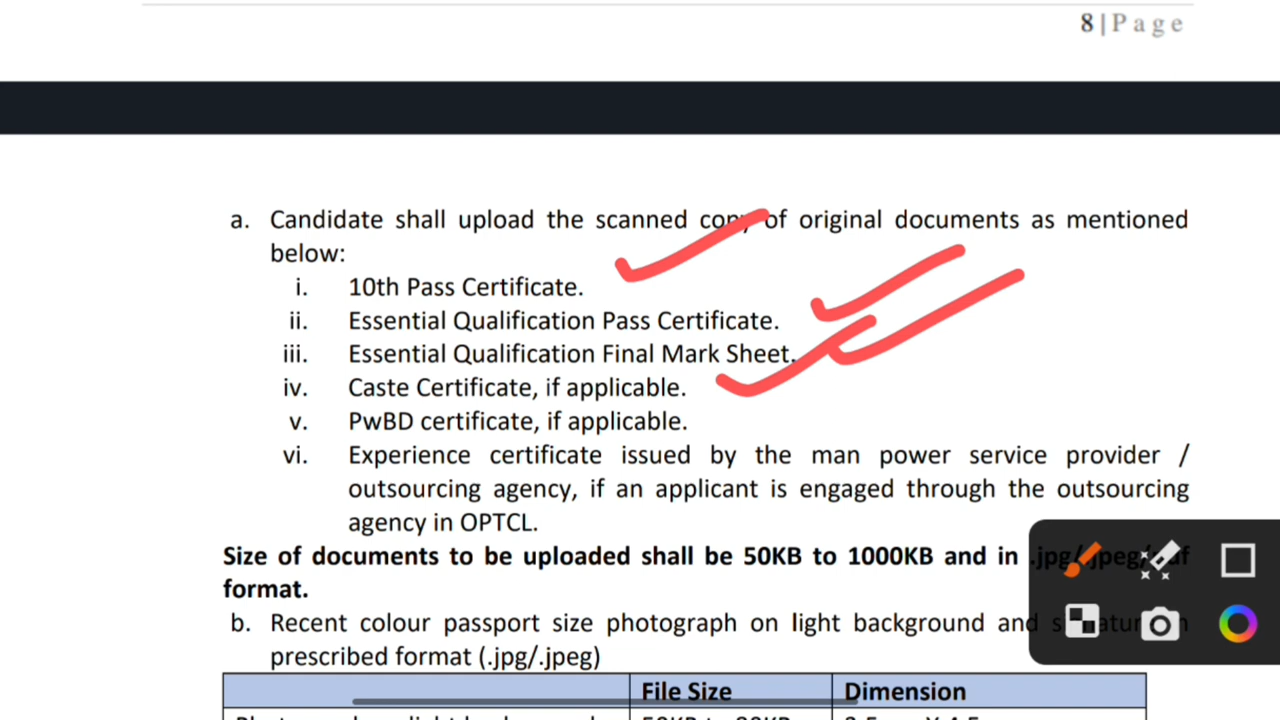 8 | P a g e
a. Candidate shall upload the scanned copy of original documents as mentioned
below:
i. 10th Pass Certificate.
ii. Essential Qualification Pass Certificate.
iii. Essential Qualification Final Mark Sheet.
iv. Caste Certificate, if applicable.
v. PwBD certificate, if applicable.
vi. Experience certificate issued by the man power service provider /
outsourcing agency, if an applicant is engaged through the outsourcing
agency in OPTCL.
Size of documents to be uploaded shall be 50KB to 1000KB and in .jpg/.jpeg/
format.
b. Recent colour passport size photograph on light background and
prescribed format (.jpg/.jpeg)
File Size Dimension